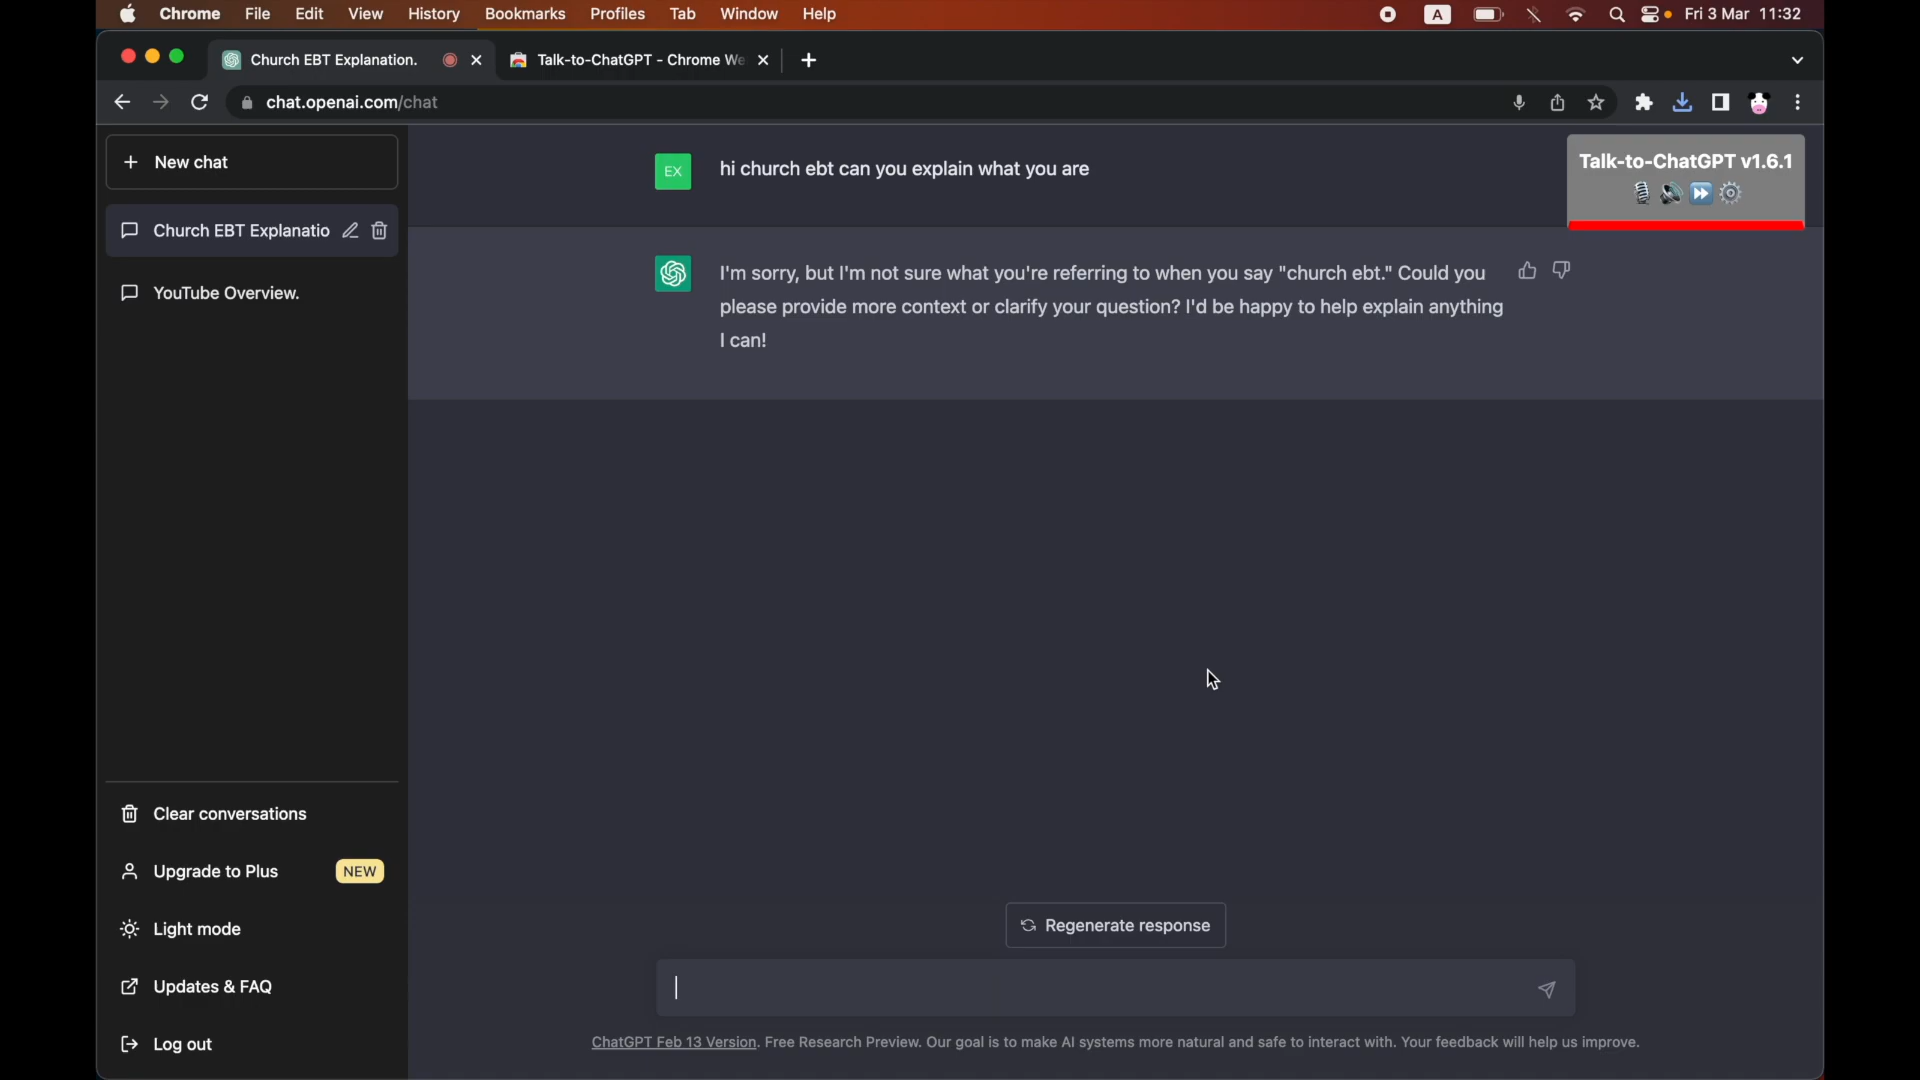 Chrome File Edit View History Bookmarks Profiles Tab Window Help A Fri 3 Mar 11:32
Church EBT Explanation. Talk-to-ChatGPT - Chrome We
chat.openai.com/chat
New chat
Church EBT Explanatio
YouTube Overview.
Clear conversations
Upgrade to Plus NEW
Light mode
Updates & FAQ
Log out
EX hi church ebt can you explain what you are
Talk-to-ChatGPT v1.6.1
I'm sorry, but I'm not sure what you're referring to when you say "church ebt." Could you
please provide more context or clarify your question? I'd be happy to help explain anything
I can!
Regenerate response
ChatGPT Feb 13 Version. Free Research Preview. Our goal is to make AI systems more natural and safe to interact with. Your feedback will help us improve.